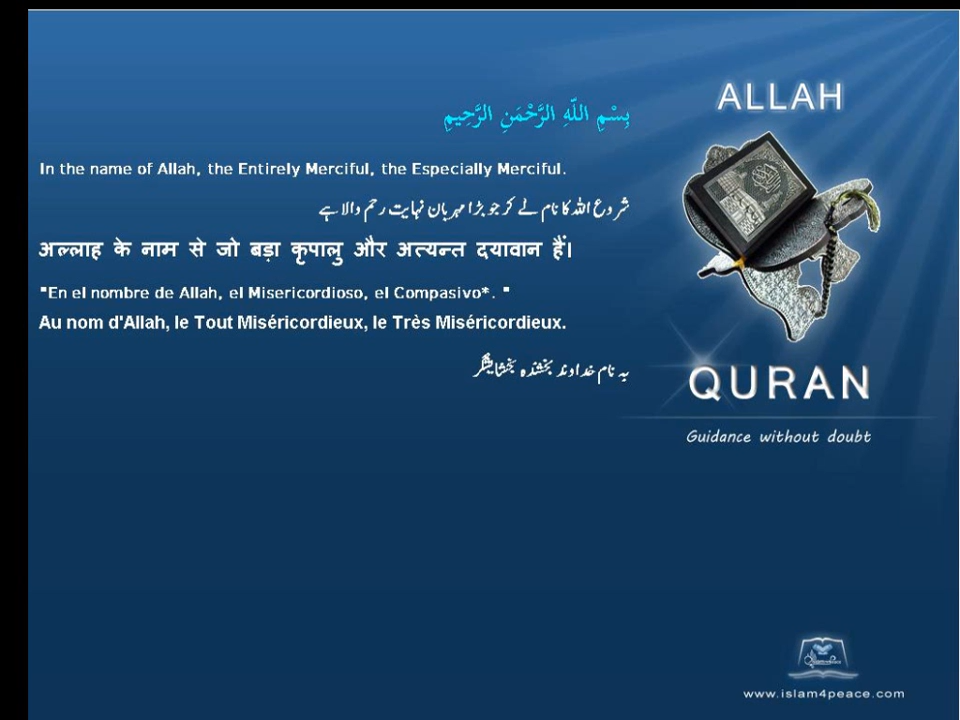 بِسْمِ اللّهِ الرَّحْمَنِ الرَّحِيمِ
In the name of Allah, the Entirely Merciful, the Especially Merciful.
شروع الله کا نام لے کر جو بڑا مہربان نہایت رحم والا ہے
अल्लाह के नाम से जो बड़ा कृपालु और अत्यन्त दयावान हैं।
"En el nombre de Allah, el Misericordioso, el Compasivo*. "
Au nom d'Allah, le Tout Miséricordieux, le Très Miséricordieux.
به نام خداوند بخشنده بخشایشگر
ALLAH
QURAN
Guidance without doubt
www.islam4peace.com